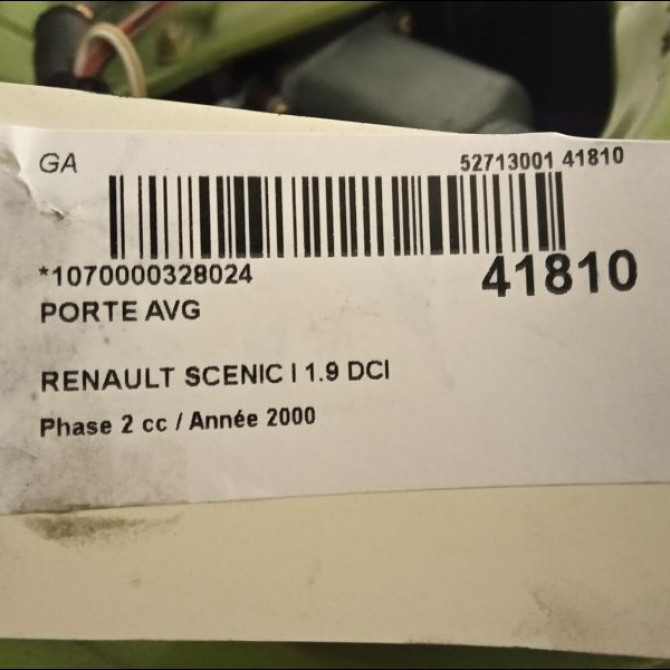 GA
52713001 41810
*1070000328024
41810
PORTE AVG
RENAULT SCENIC I 1.9 DCI
Phase 2 cc / Année 2000